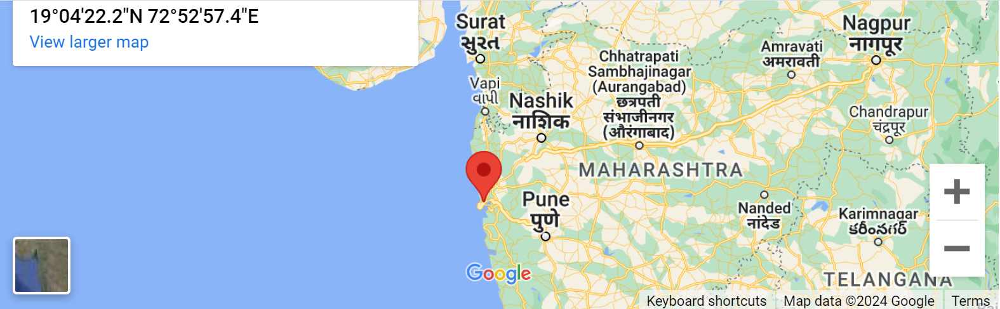 19°04'22.2"N 72°52'57.4"E
View larger map
Surat
સુરત
Nagpur
नागपूर
Amravati
अमरावती
Chhatrapati
Sambhajinagar
(Aurangabad)
छत्रपती
संभाजीनगर
(औरंगाबाद)
Vapi
વાપી
Nashik
नाशिक
Chandrapur
चंद्रपूर
MAHARASHTRA
Pune
पुणे
Nanded
नांदेड
Karimnagar
కరీంనగర్
Google
TELANGANA
Keyboard shortcuts
Map data ©2024 Google
Terms